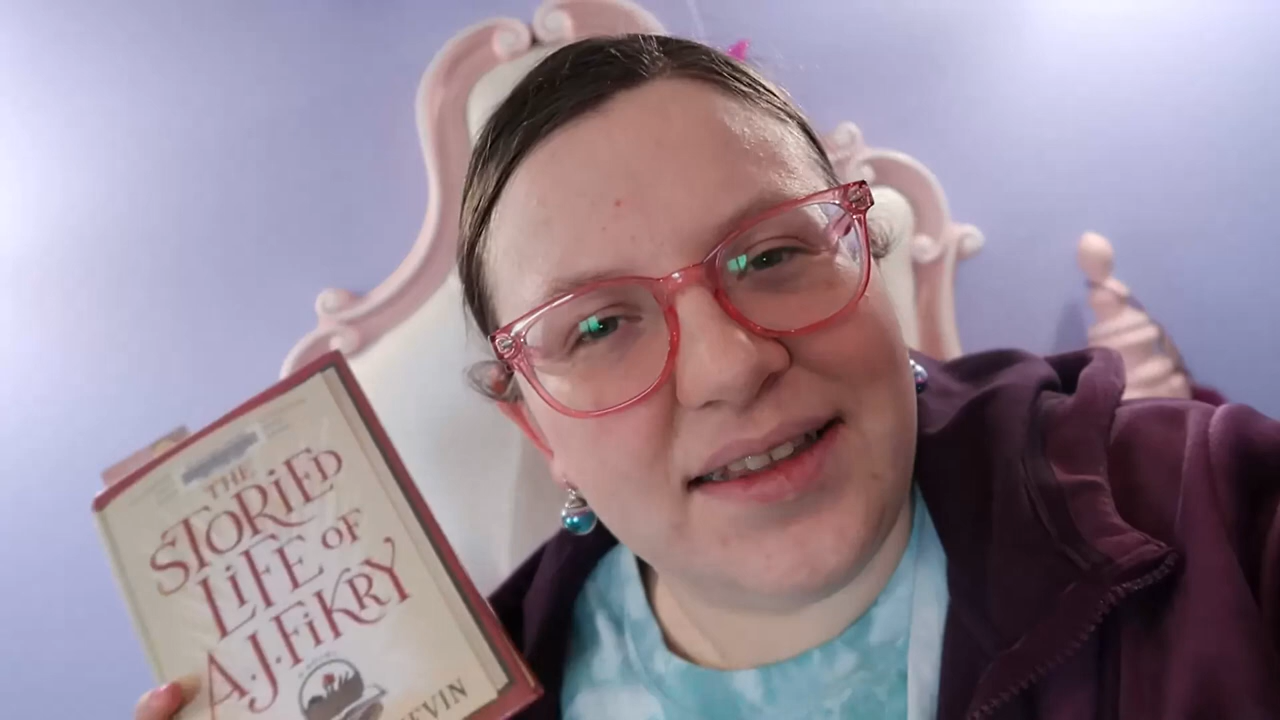 THE
STORIED
LIFE OF
A.J. FIKRY
EVIN